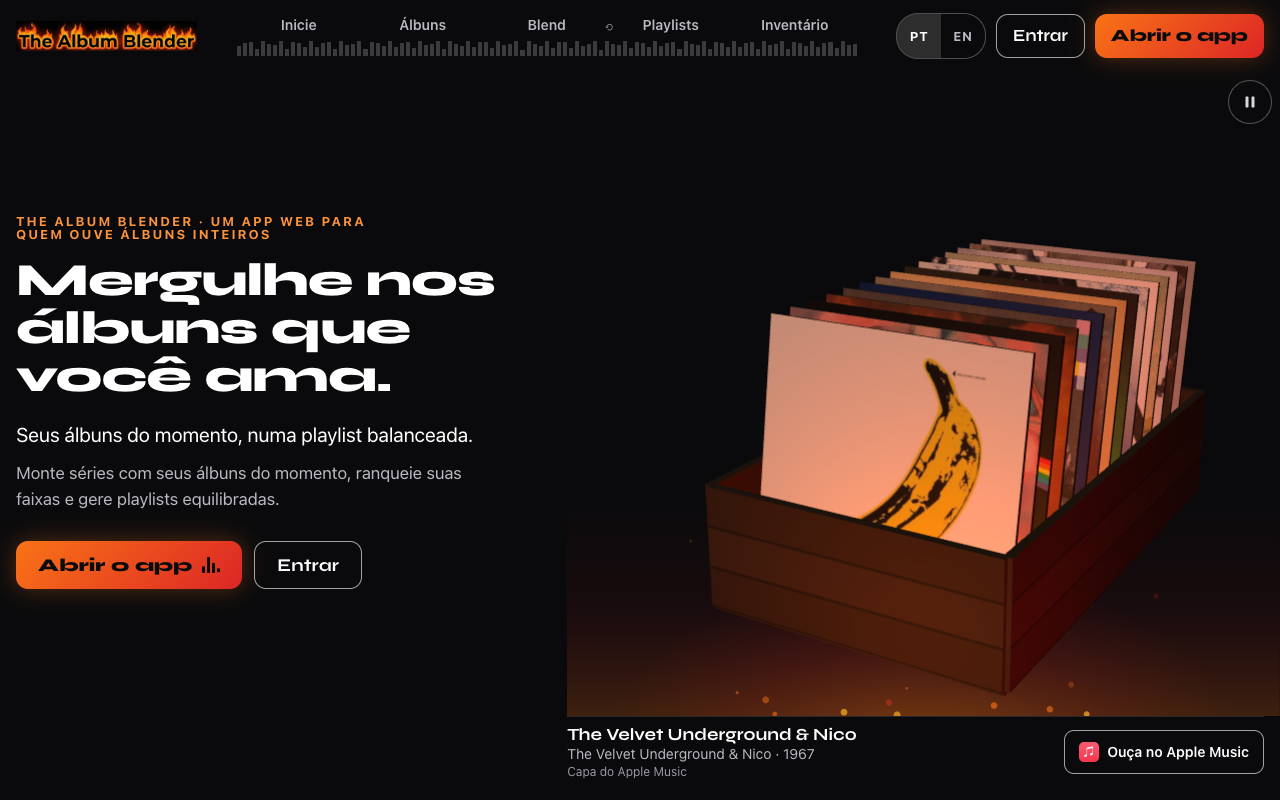 The Album Blender
Inicie
Álbuns
Blend
Playlists
Inventário
PT
EN
Entrar
Abrir o app
THE ALBUM BLENDER · UM APP WEB PARA
QUEM OUVE ÁLBUNS INTEIROS
Mergulhe nos
álbuns que
você ama.
Seus álbuns do momento, numa playlist balanceada.
Monte séries com seus álbuns do momento, ranqueie suas
faixas e gere playlists equilibradas.
Abrir o app
Entrar
The Velvet Underground & Nico
The Velvet Underground & Nico · 1967
Capa do Apple Music
Ouça no Apple Music